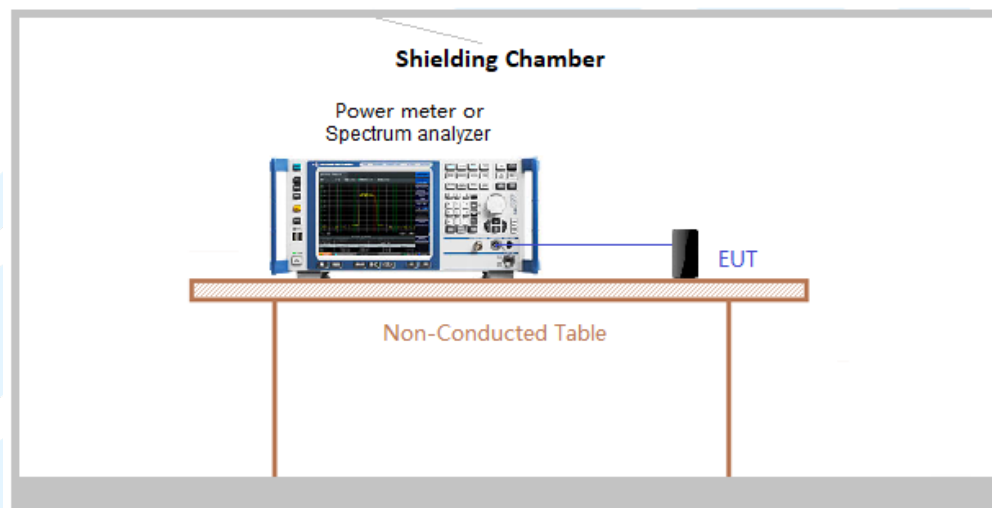 Shielding Chamber
Power meter or
Spectrum analyzer
EUT
Non-Conducted Table